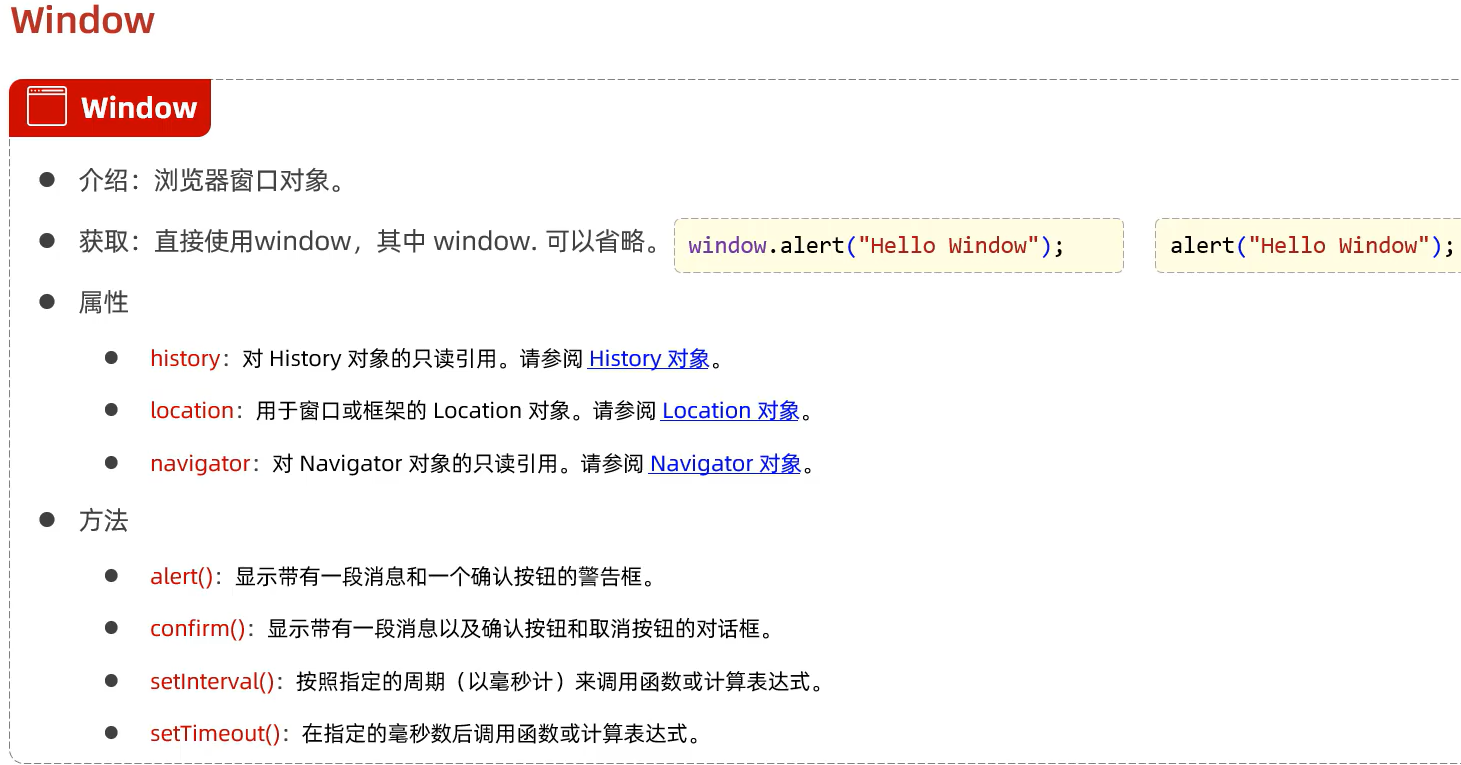 Window
Window
介绍：浏览器窗口对象。
获取：直接使用window，其中 window. 可以省略。 window.alert("Hello Window"); alert("Hello Window");
属性
history：对 History 对象的只读引用。请参阅 History 对象。
location：用于窗口或框架的 Location 对象。请参阅 Location 对象。
navigator：对 Navigator 对象的只读引用。请参阅 Navigator 对象。
方法
alert()：显示带有一段消息和一个确认按钮的警告框。
confirm()：显示带有一段消息以及确认按钮和取消按钮的对话框。
setInterval()：按照指定的周期（以毫秒计）来调用函数或计算表达式。
setTimeout()：在指定的毫秒数后调用函数或计算表达式。